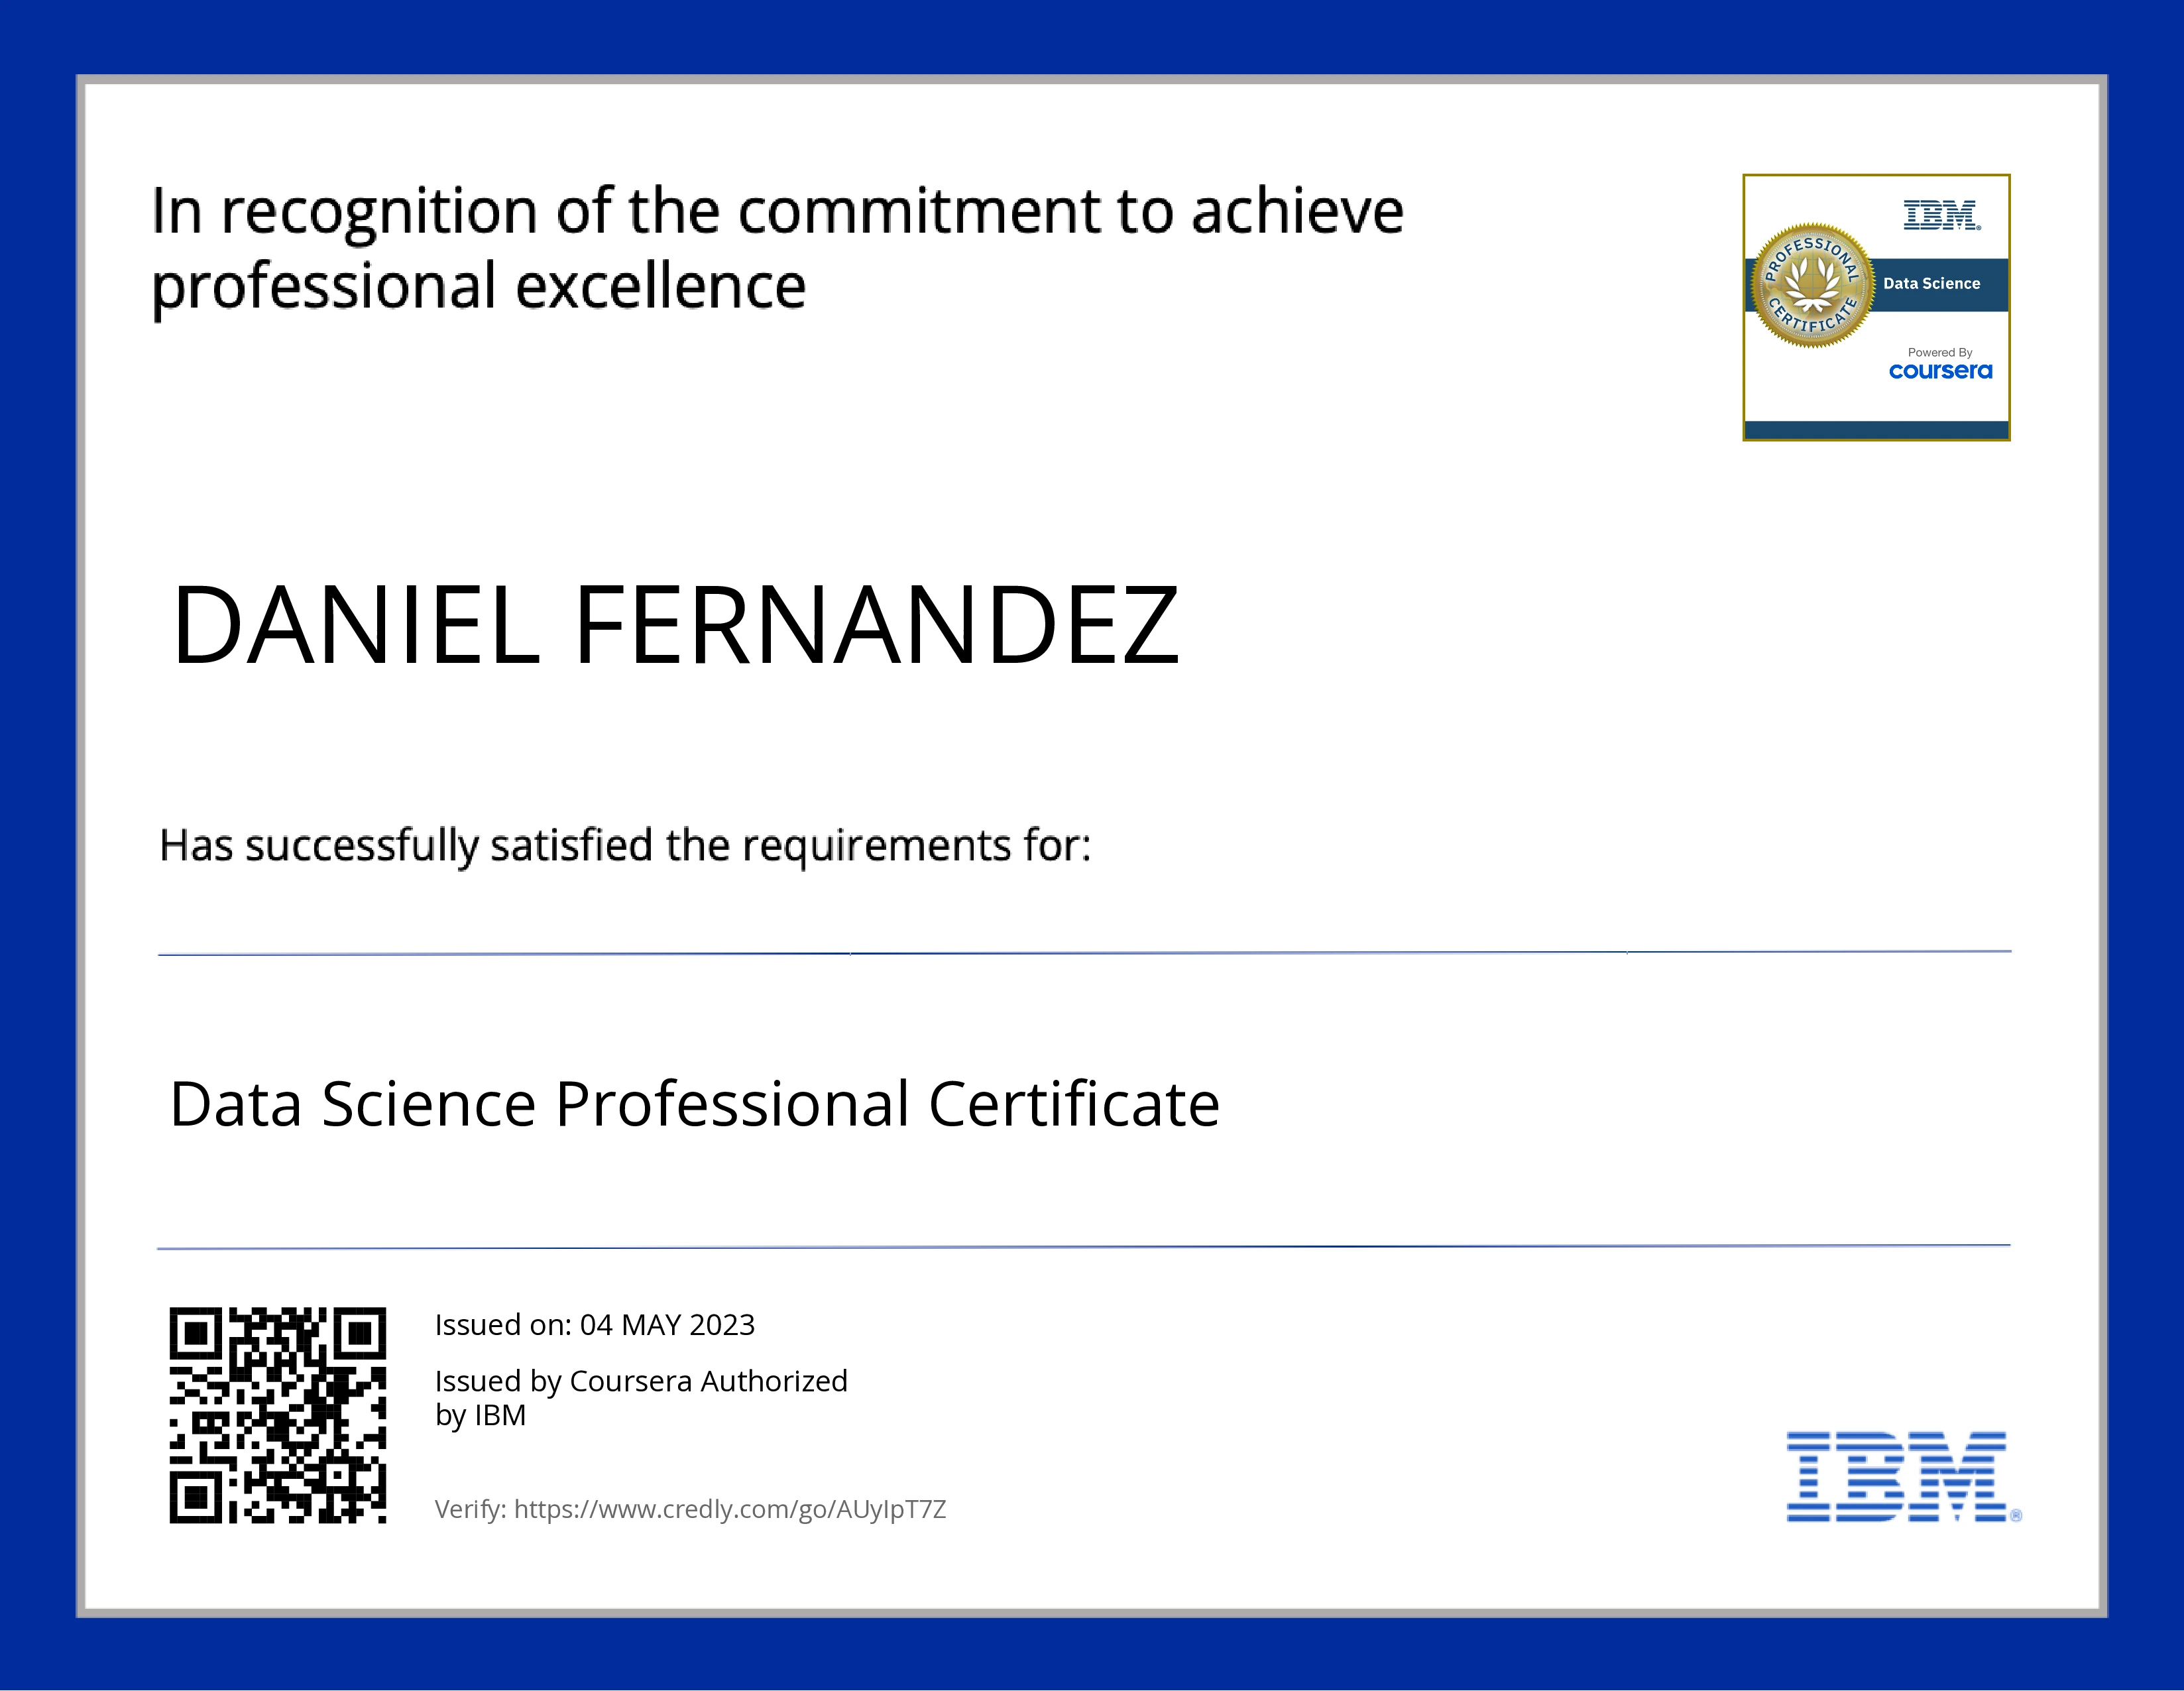 In recognition of the commitment to achieve
professional excellence
IBM®
PROFESSIONAL
CERTIFICATE
Data Science
Powered By
coursera
DANIEL FERNANDEZ
Has successfully satisfied the requirements for:
Data Science Professional Certificate
Issued on: 04 MAY 2023
Issued by Coursera Authorized
by IBM
Verify: https://www.credly.com/go/AUyIpT7Z
IBM®